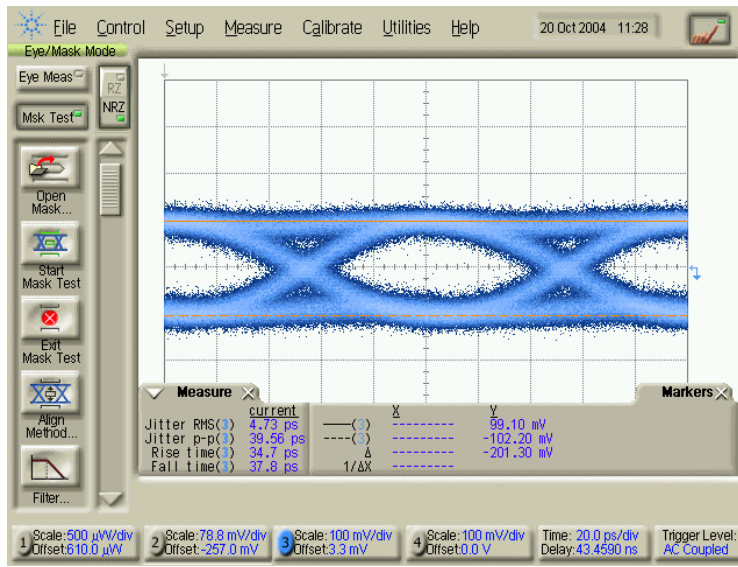 File Control Setup Measure Calibrate Utilities Help 20 Oct 2004 11:28
Eye/Mask Mode
Eye Meas
RZ
NRZ
Msk Test
Open
Mask...
Start
Mask Test
Exit
Mask Test
Align
Method...
Filter...
Measure
current
Jitter RMS(3) 4.73 ps
Jitter p-p(3) 39.56 ps
Rise time(3) 34.7 ps
Fall time(3) 37.8 ps
Markers
X Y
——(3) --------- 99.10 mV
----(3) --------- -102.20 mV
Δ --------- -201.30 mV
1/ΔX ---------
1 Scale:500 µW/div
Offset:610.0 µW
2 Scale:78.8 mV/div
Offset:-257.0 mV
3 Scale:100 mV/div
Offset:3.3 mV
4 Scale:100 mV/div
Offset:0.0 V
Time:20.0 ps/div
Delay:43.4590 ns
Trigger Level:
AC Coupled